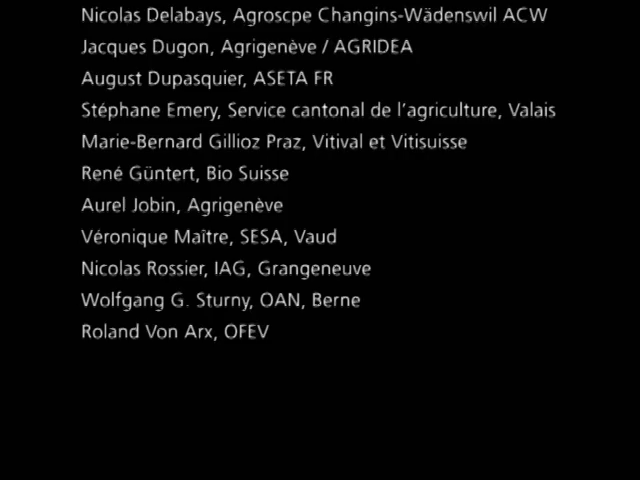 Nicolas Delabays, Agroscpe Changins-Wädenswil ACW
Jacques Dugon, Agrigenève / AGRIDEA
August Dupasquier, ASETA FR
Stéphane Emery, Service cantonal de l'agriculture, Valais
Marie-Bernard Gillioz Praz, Vitival et Vitisuisse
René Güntert, Bio Suisse
Aurel Jobin, Agrigenève
Véronique Maître, SESA, Vaud
Nicolas Rossier, IAG, Grangeneuve
Wolfgang G. Sturny, OAN, Berne
Roland Von Arx, OFEV